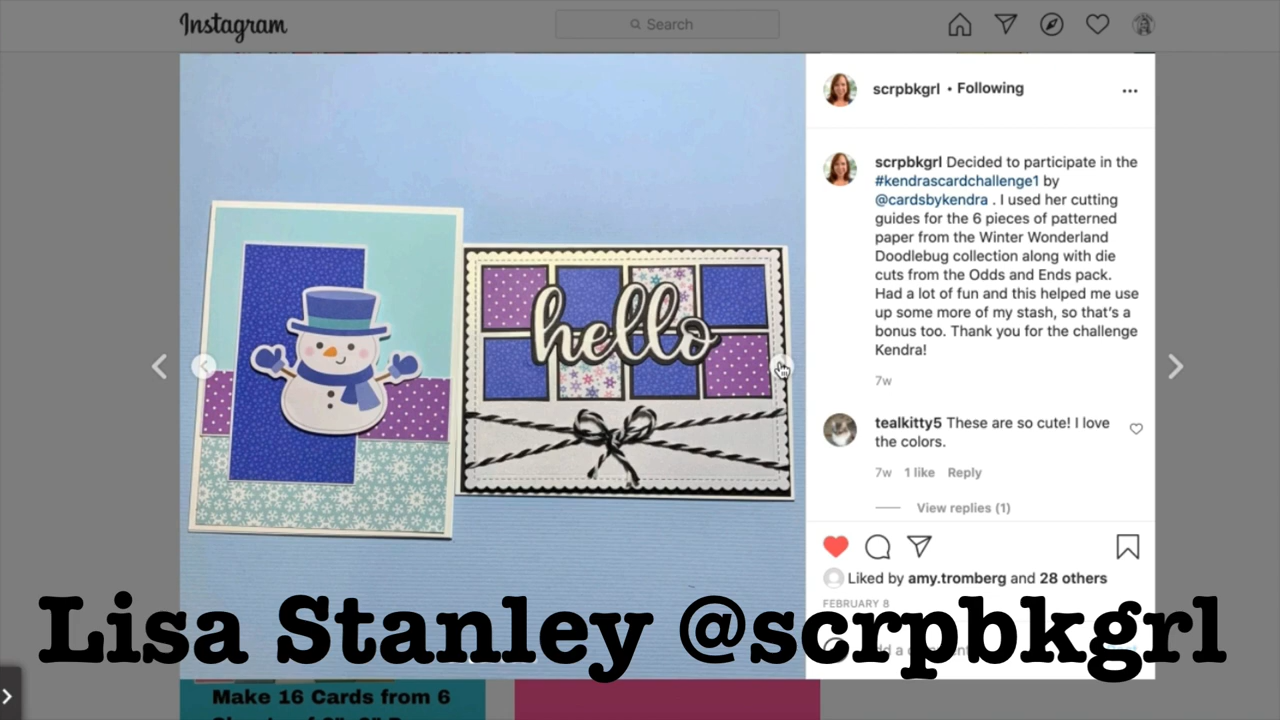 Instagram
Search
scrpbkgrl • Following
scrpbkgrl Decided to participate in the
#kendrascardchallenge1 by
@cardsbykendra . I used her cutting
guides for the 6 pieces of patterned
paper from the Winter Wonderland
Doodlebug collection along with die
cuts from the Odds and Ends pack.
Had a lot of fun and this helped me use
up some more of my stash, so that's a
bonus too. Thank you for the challenge
Kendra!
7w
hello
tealkitty5 These are so cute! I love
the colors.
7w 1 like Reply
View replies (1)
Liked by amy.tromberg and 28 others
FEBRUARY 8
Lisa Stanley @scrpbkgrl
Make 16 Cards from 6